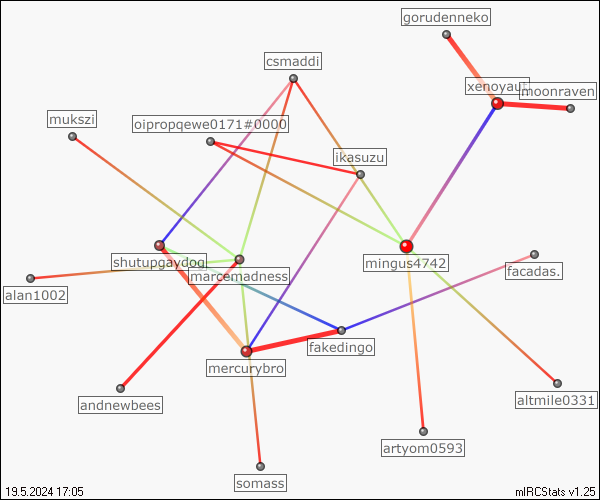 gorudenneko
csmaddi
xenoyaut
moonraven
mukszi
oipropqewe0171#0000
ikasuzu
shutupgaydog
mingus4742
facadas.
marcemadness
alan1002
fakedingo
mercurybro
andnewbees
altmile0331
artyom0593
somass
19.5.2024 17:05
mIRCStats v1.25